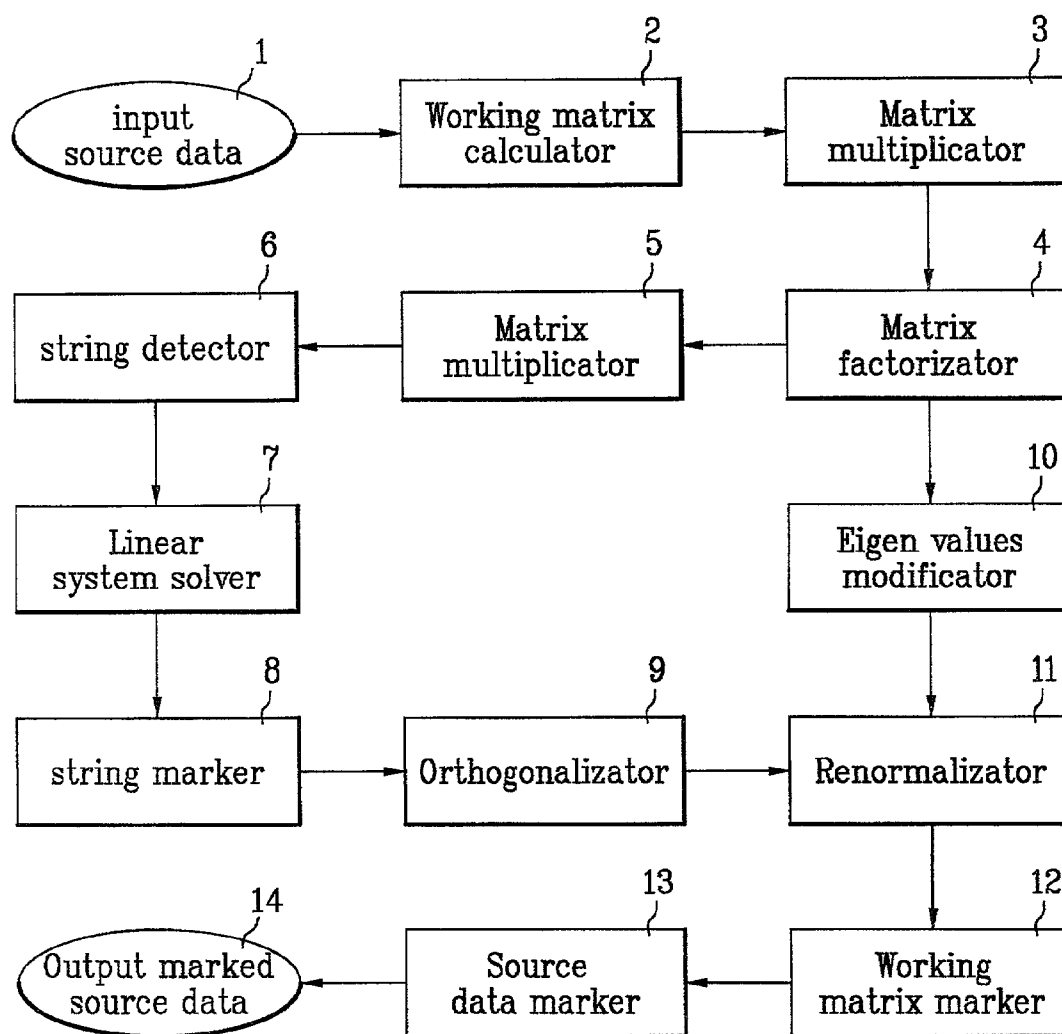 1
input
source data
2
Working matrix
calculator
3
Matrix
multiplicator
6
string detector
5
Matrix
multiplicator
4
Matrix
factorizator
7
Linear
system solver
10
Eigen values
modificator
8
string marker
9
Orthogonalizator
11
Renormalizator
14
Output marked
source data
13
Source
data marker
12
Working
matrix marker